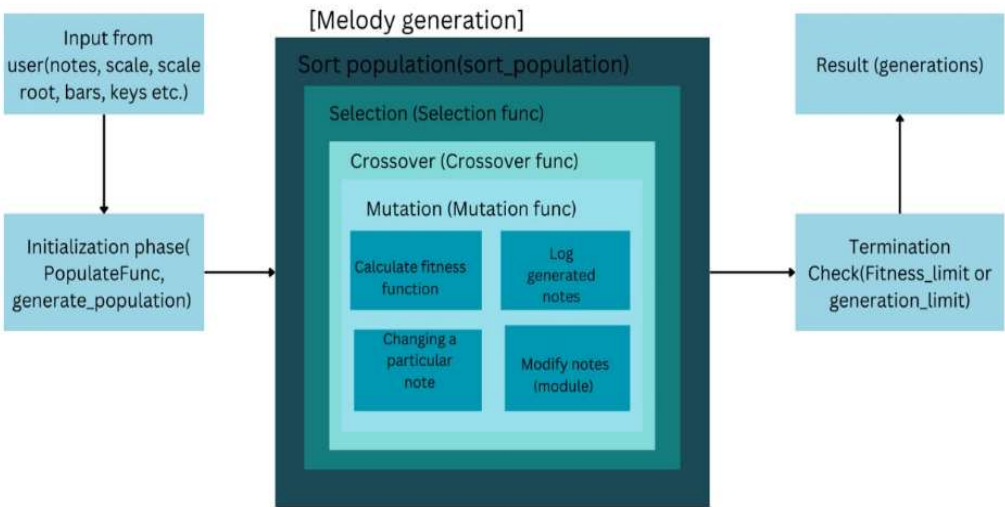 Input from
user(notes, scale, scale
root, bars, keys etc.)
Initialization phase(
PopulateFunc,
generate_population)
[Melody generation]
Sort population(sort_population)
Selection (Selection func)
Crossover (Crossover func)
Mutation (Mutation func)
Calculate fitness
function
Log
generated
notes
Changing a
particular
note
Modify notes
(module)
Result (generations)
Termination
Check(Fitness_limit or
generation_limit)